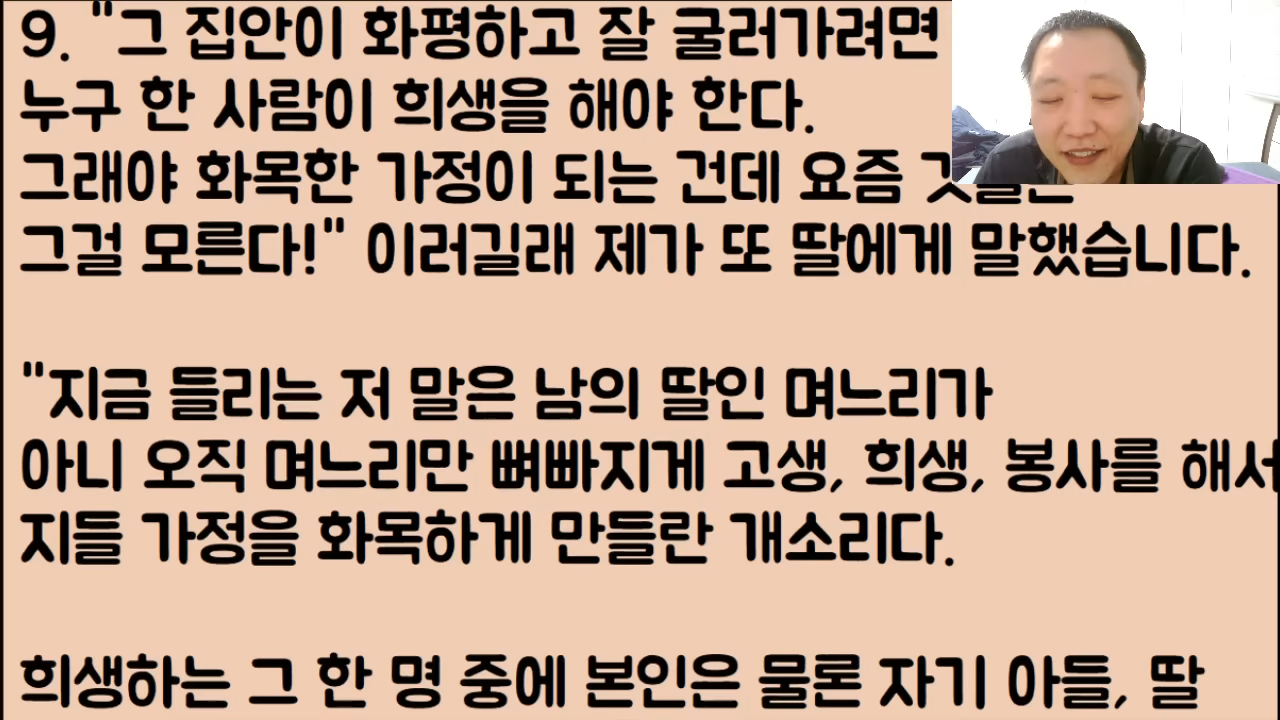 9. "그 집안이 화평하고 잘 굴러가려면
누구 한 사람이 희생을 해야 한다.
그래야 화목한 가정이 되는 건데 요즘
그걸 모른다!" 이러길래 제가 또 딸에게 말했습니다.
"지금 들리는 저 말은 남의 딸인 며느리가
아니 오직 며느리만 뼈빠지게 고생, 희생, 봉사를 해서
지들 가정을 화목하게 만들란 개소리다.
희생하는 그 한 명 중에 본인은 물론 자기 아들, 딸